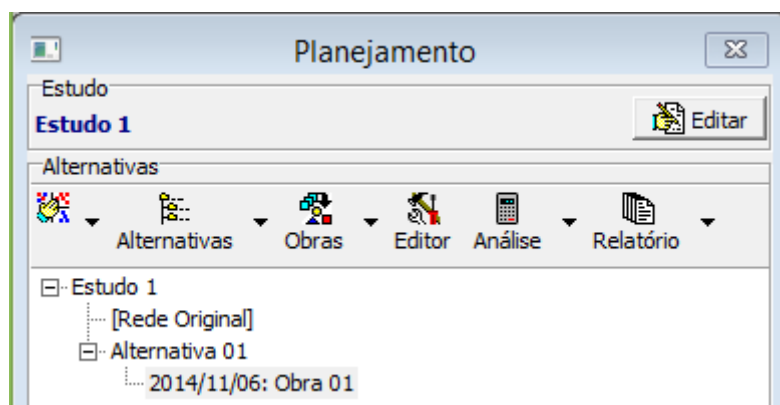 Planejamento
Estudo
Estudo 1
Editar
Alternativas
Alternativas Obras Editor Análise Relatório
Estudo 1
[Rede Original]
Alternativa 01
2014/11/06: Obra 01